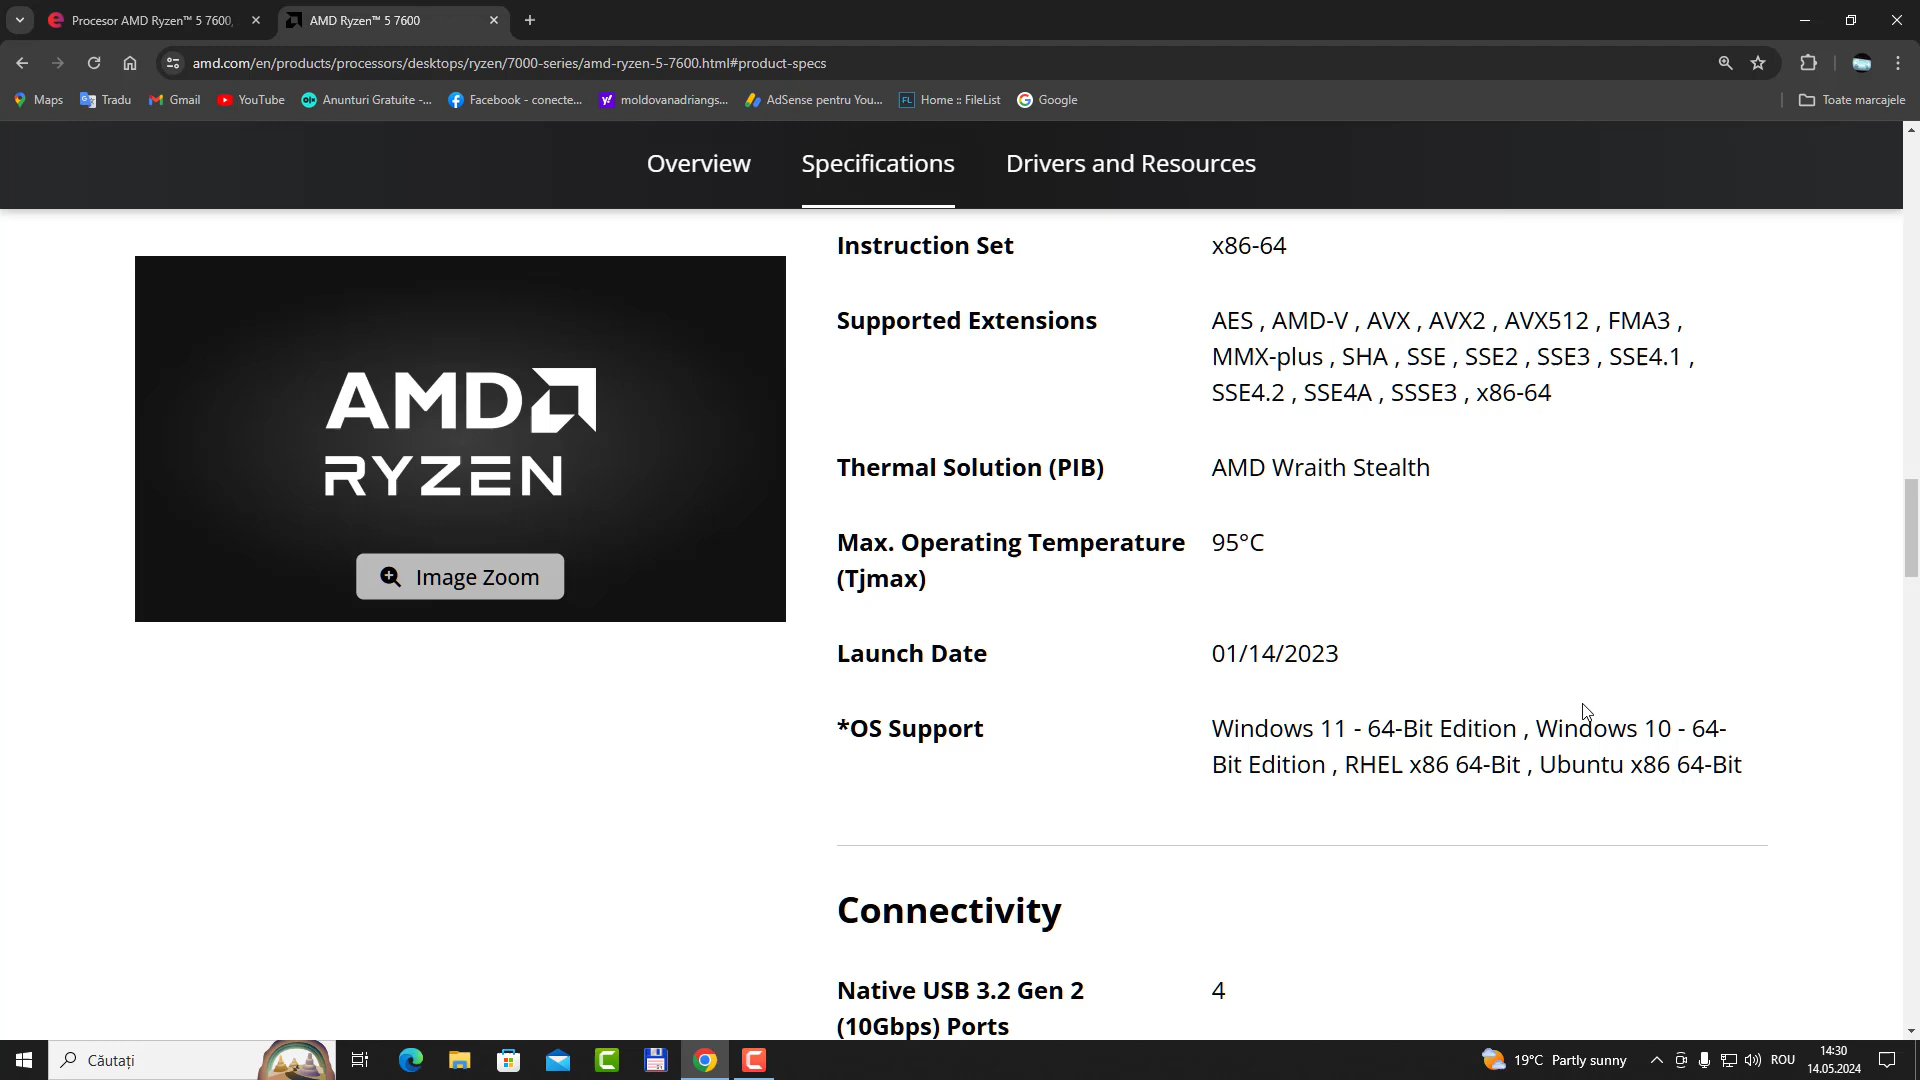 Procesor AMD Ryzen™ 5 7600,
AMD Ryzen™ 5 7600
amd.com/en/products/processors/desktops/ryzen/7000-series/amd-ryzen-5-7600.html#product-specs
Maps
Tradu
Gmail
YouTube
Anunturi Gratuite -...
Facebook - conecte...
moldovanadriangs...
AdSense pentru You...
FL
Home :: FileList
Google
Toate marcajele
Overview
Specifications
Drivers and Resources
AMD
RYZEN
Image Zoom
Instruction Set
x86-64
Supported Extensions
AES , AMD-V , AVX , AVX2 , AVX512 , FMA3 ,
MMX-plus , SHA , SSE , SSE2 , SSE3 , SSE4.1 ,
SSE4.2 , SSE4A , SSSE3 , x86-64
Thermal Solution (PIB)
AMD Wraith Stealth
Max. Operating Temperature
(Tjmax)
95°C
Launch Date
01/14/2023
*OS Support
Windows 11 - 64-Bit Edition , Windows 10 - 64-
Bit Edition , RHEL x86 64-Bit , Ubuntu x86 64-Bit
Connectivity
Native USB 3.2 Gen 2
(10Gbps) Ports
4
Căutați
19°C Partly sunny
ROU
14:30
14.05.2024